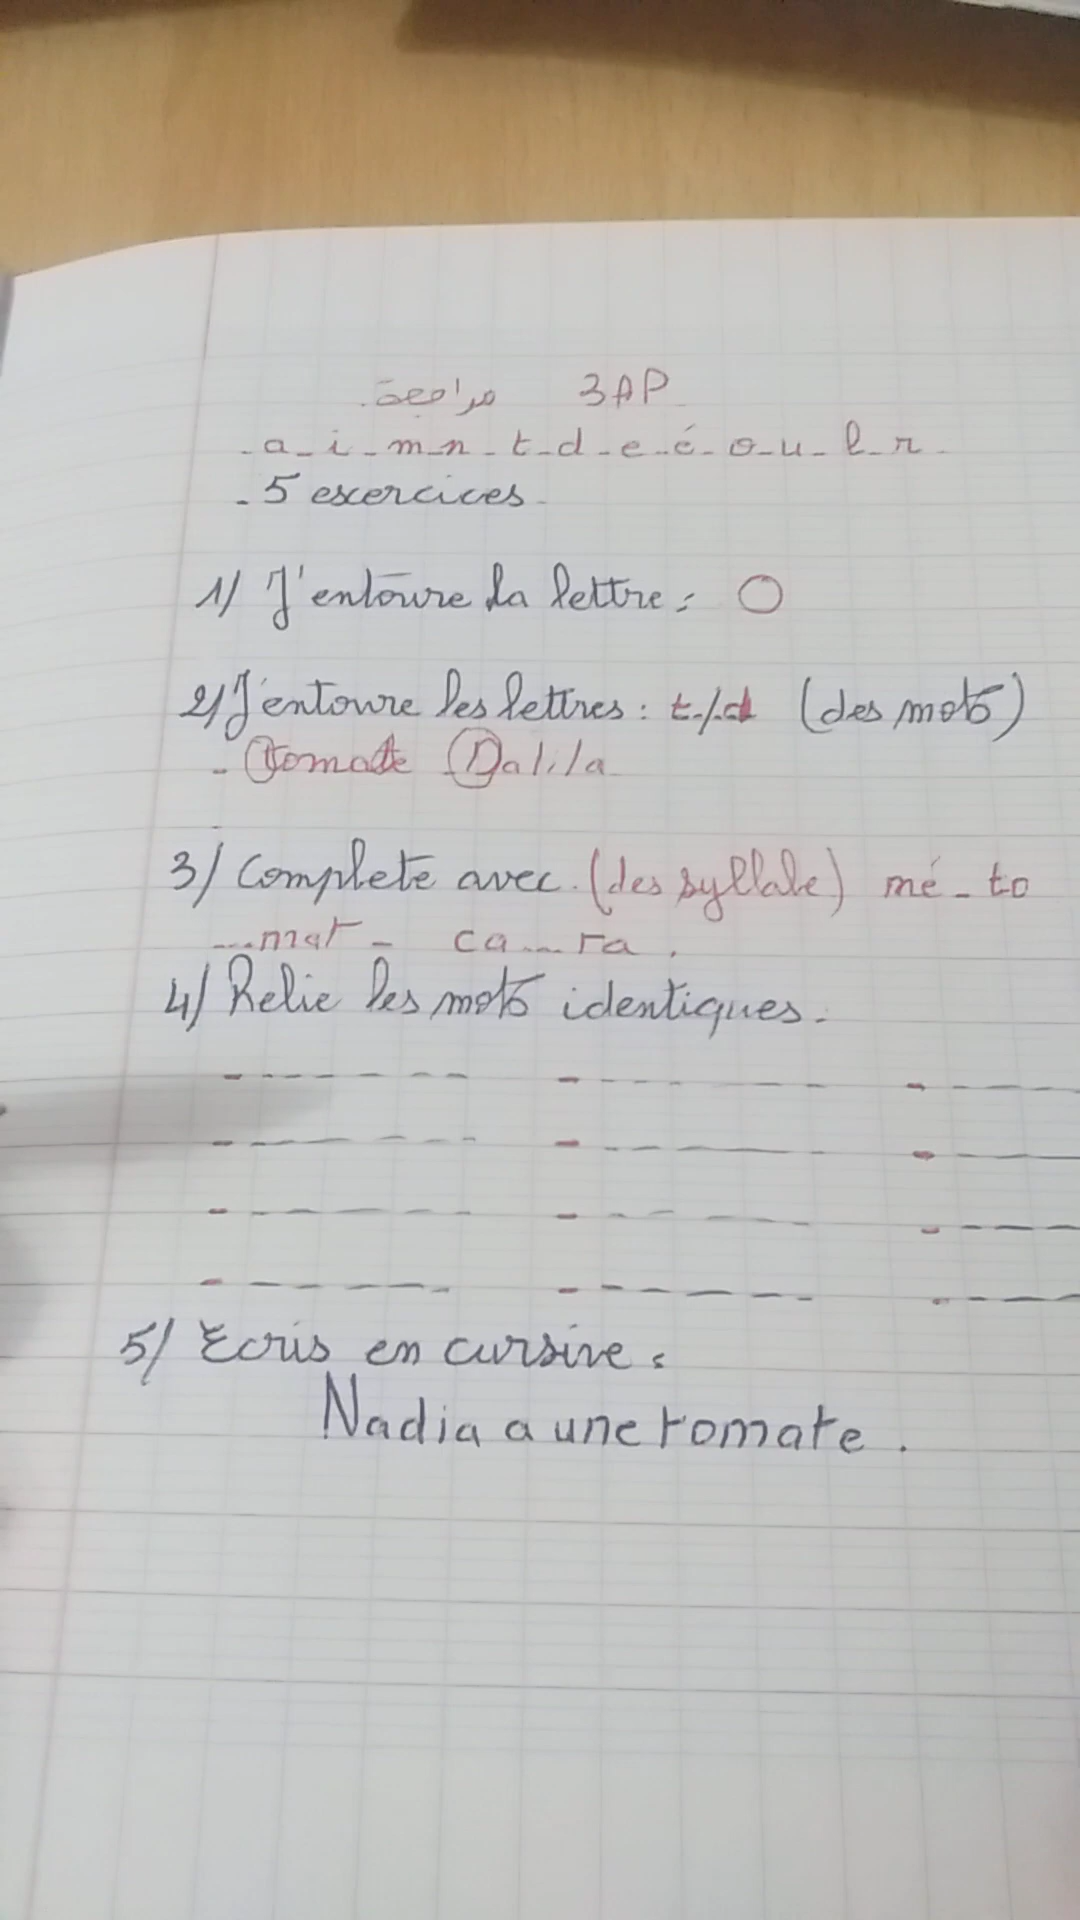 مراجعة. 3AP
- a - i - m - n - t - d - e - é - o - u - l - r -
- 5 exercices -
1/ J'entoure la lettre : O
2/ J'entoure les lettres : t / d (des mots)
- tomate Dalila
3/ Complete avec (des syllabe) mé - to
...mat - ca...ra.
4/ Relie les mots identiques.
5/ Ecris en cursive :
Nadia a une tomate.